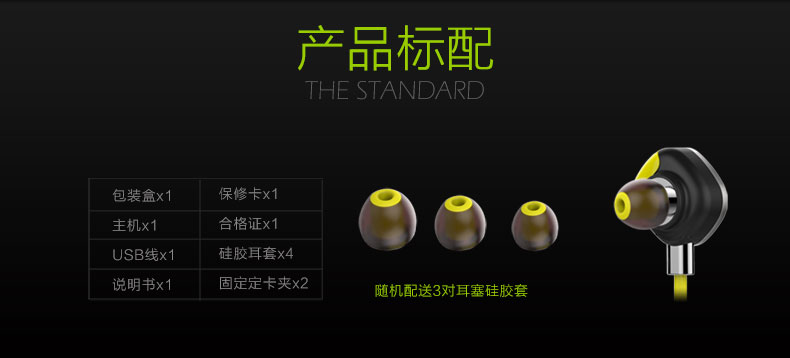 产品标配
THE STANDARD
包装盒x1 保修卡x1
主机x1 合格证x1
USB线x1 硅胶耳套x4
说明书x1 固定定卡夹x2
随机配送3对耳塞硅胶套